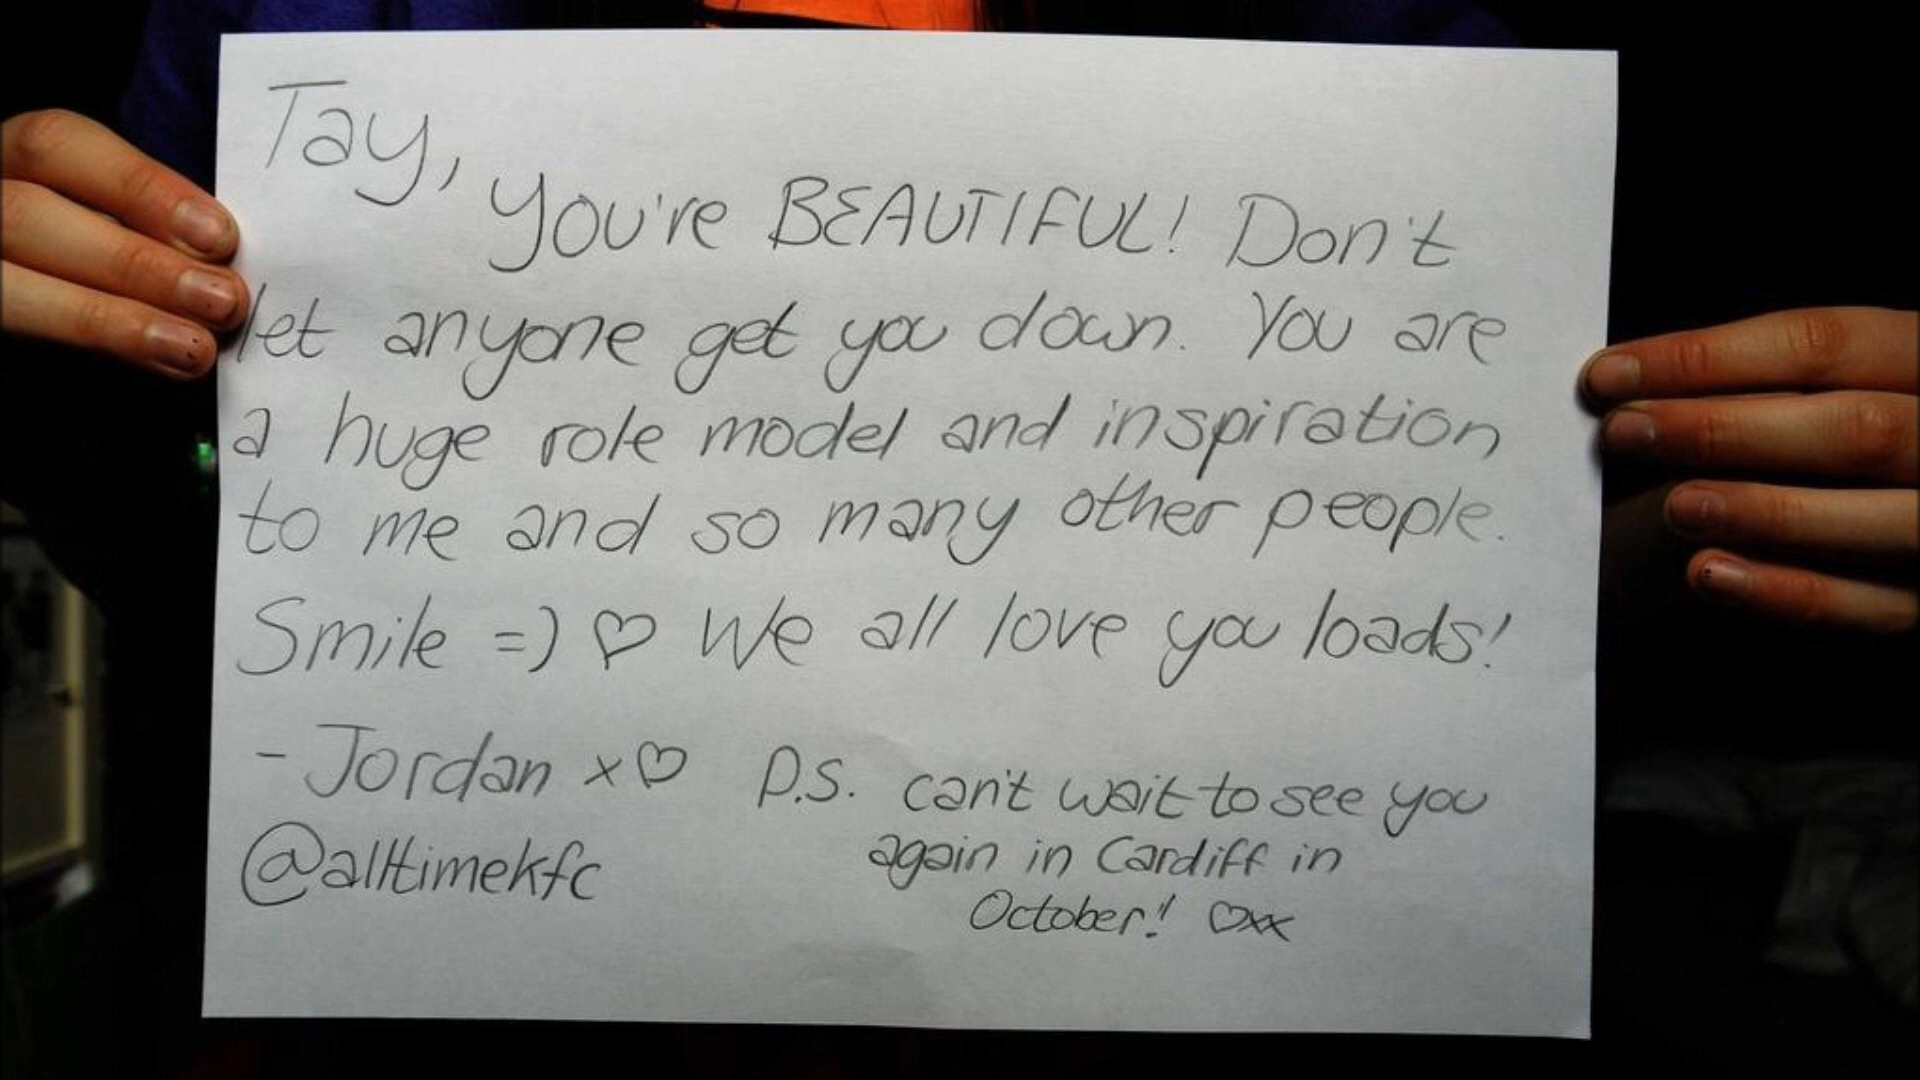 Tay,
You're BEAUTIFUL! Don't
let anyone get you down. You are
a huge role model and inspiration
to me and so many other people.
Smile =) ♡ We all love you loads!
- Jordan x♡
@alltimekfc
P.S. can't wait to see you
again in Cardiff in
October! ♡xx